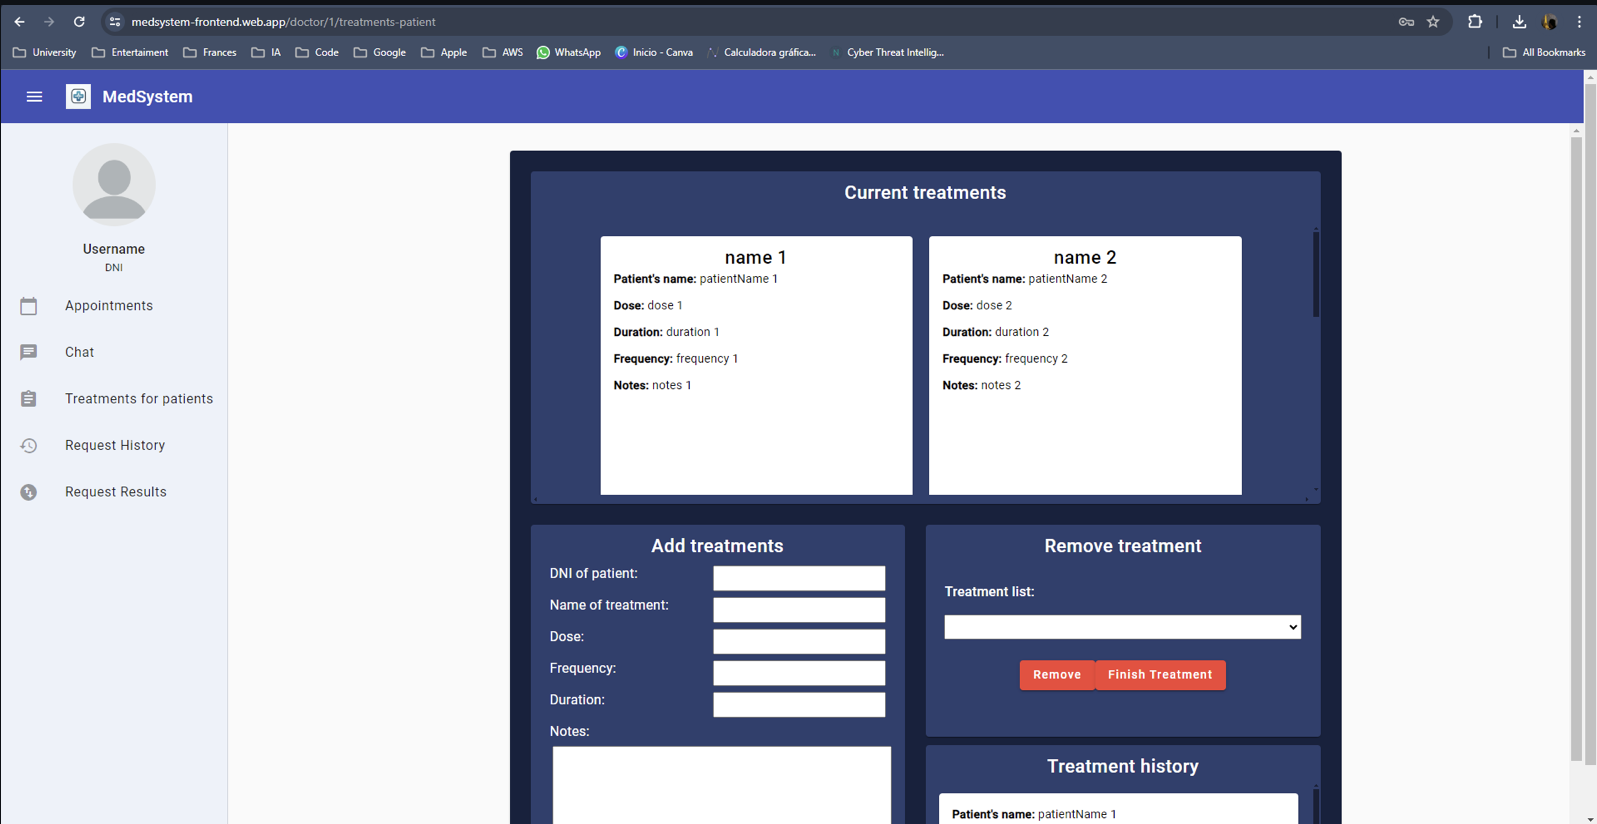 medsystem-frontend.web.app/doctor/1/treatments-patient
University Entertaiment Frances IA Code Google Apple AWS WhatsApp Inicio - Canva Calculadora gráfica... Cyber Threat Intellig... All Bookmarks
MedSystem
Username
DNI
Appointments
Chat
Treatments for patients
Request History
Request Results
Current treatments
name 1
Patient's name: patientName 1
Dose: dose 1
Duration: duration 1
Frequency: frequency 1
Notes: notes 1
name 2
Patient's name: patientName 2
Dose: dose 2
Duration: duration 2
Frequency: frequency 2
Notes: notes 2
Add treatments
DNI of patient:
Name of treatment:
Dose:
Frequency:
Duration:
Notes:
Remove treatment
Treatment list:
Remove Finish Treatment
Treatment history
Patient's name: patientName 1